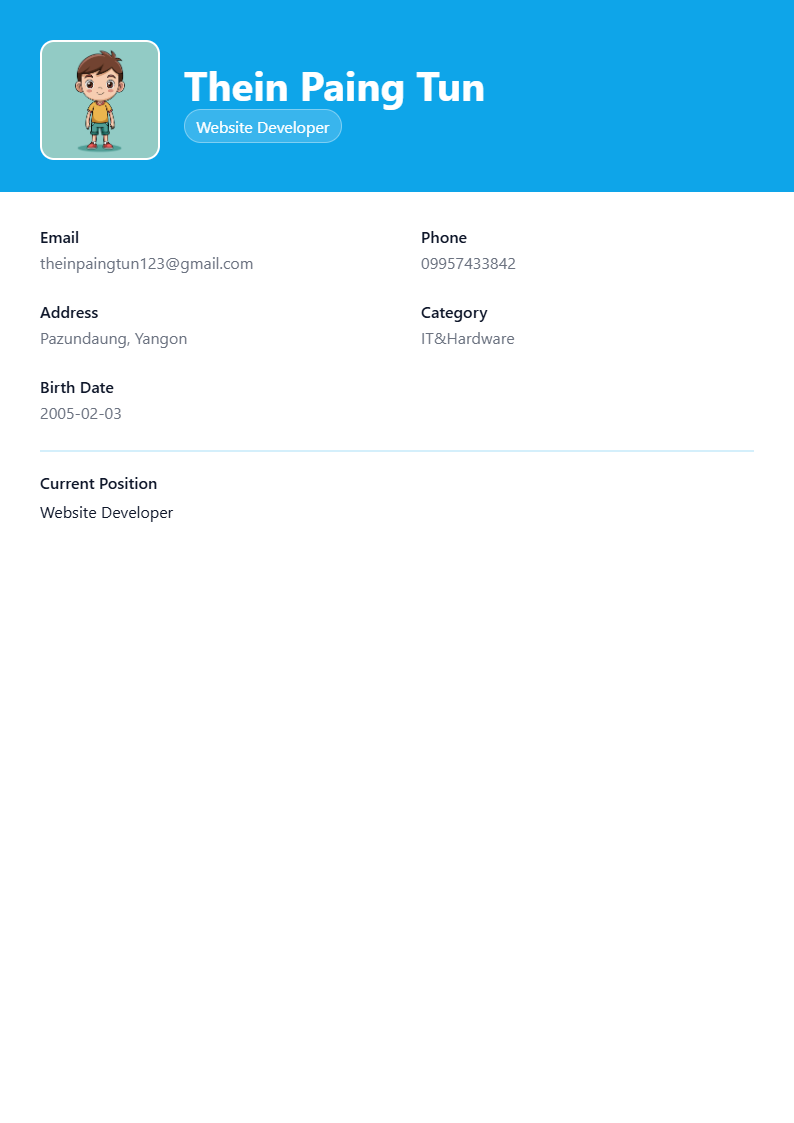 Thein Paing Tun
Website Developer
Email
theinpaingtun123@gmail.com
Phone
09957433842
Address
Pazundaung, Yangon
Category
IT&Hardware
Birth Date
2005-02-03
Current Position
Website Developer